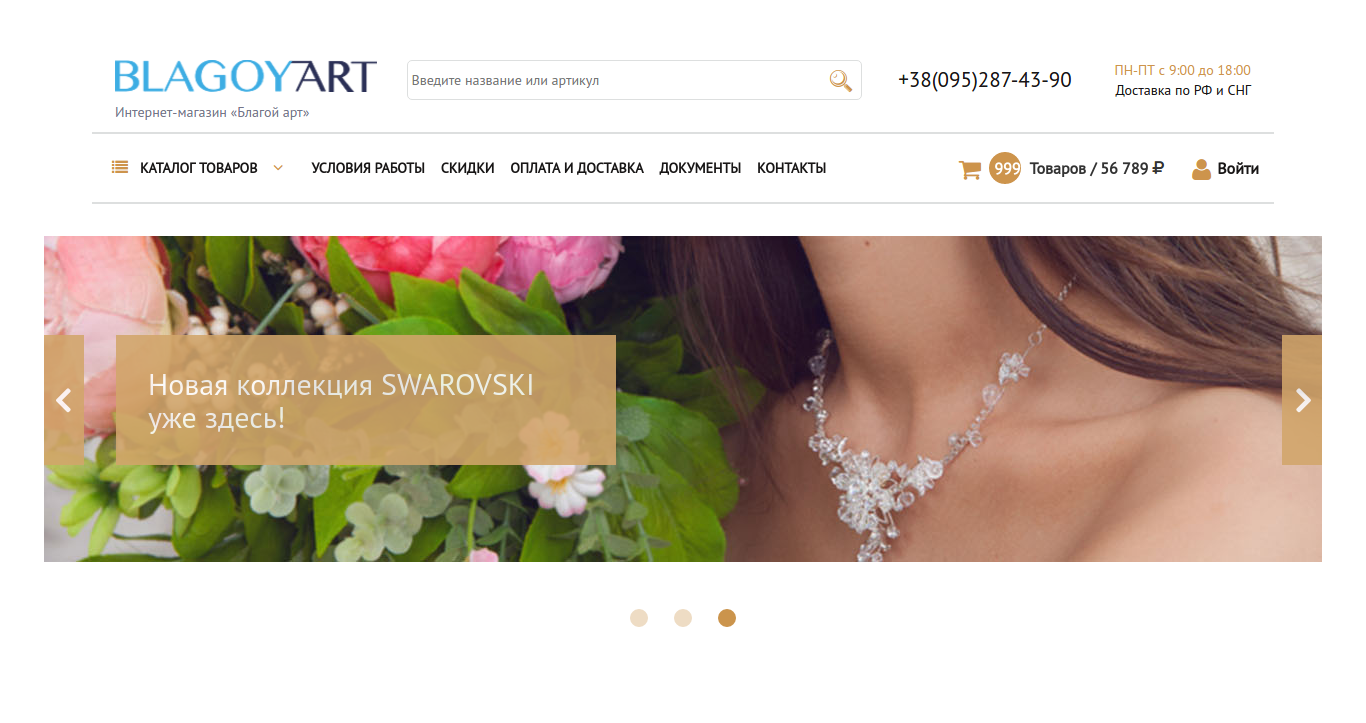 BLAGOYART
Интернет-магазин «Благой арт»
Введите название или артикул
+38(095)287-43-90
ПН-ПТ с 9:00 до 18:00
Доставка по РФ и СНГ
КАТАЛОГ ТОВАРОВ УСЛОВИЯ РАБОТЫ СКИДКИ ОПЛАТА И ДОСТАВКА ДОКУМЕНТЫ КОНТАКТЫ
999 Товаров / 56 789 ₽ Войти
Новая коллекция SWAROVSKI
уже здесь!